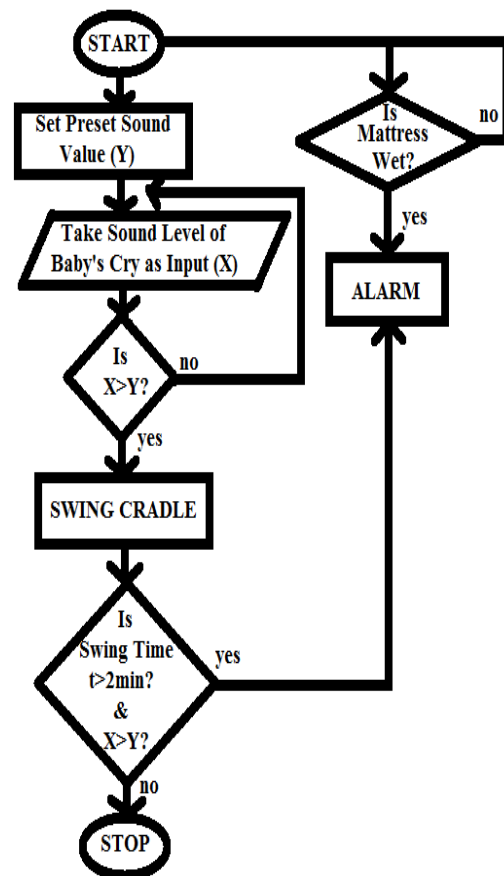 START
Set Preset Sound
Value (Y)
Take Sound Level of
Baby's Cry as Input (X)
Is
X>Y?
no
yes
SWING CRADLE
Is
Swing Time
t>2min?
&
X>Y?
yes
no
STOP
Is
Mattress
Wet?
no
yes
ALARM